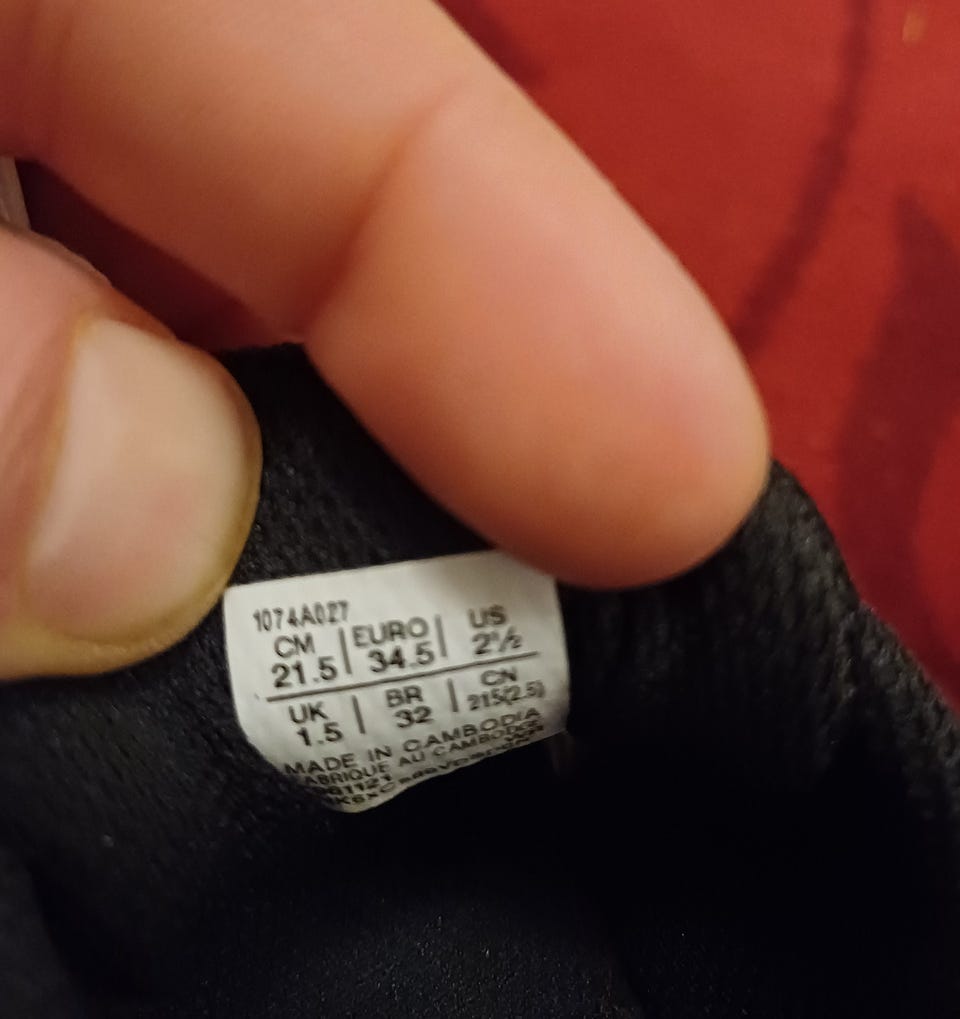 1074A027
CM | EURO | US
21.5 | 34.5 | 2½
UK | BR | CN
1.5 | 32 | 215(2.5)
MADE IN CAMBODIA
FABRIQUE AU CAMBODGE